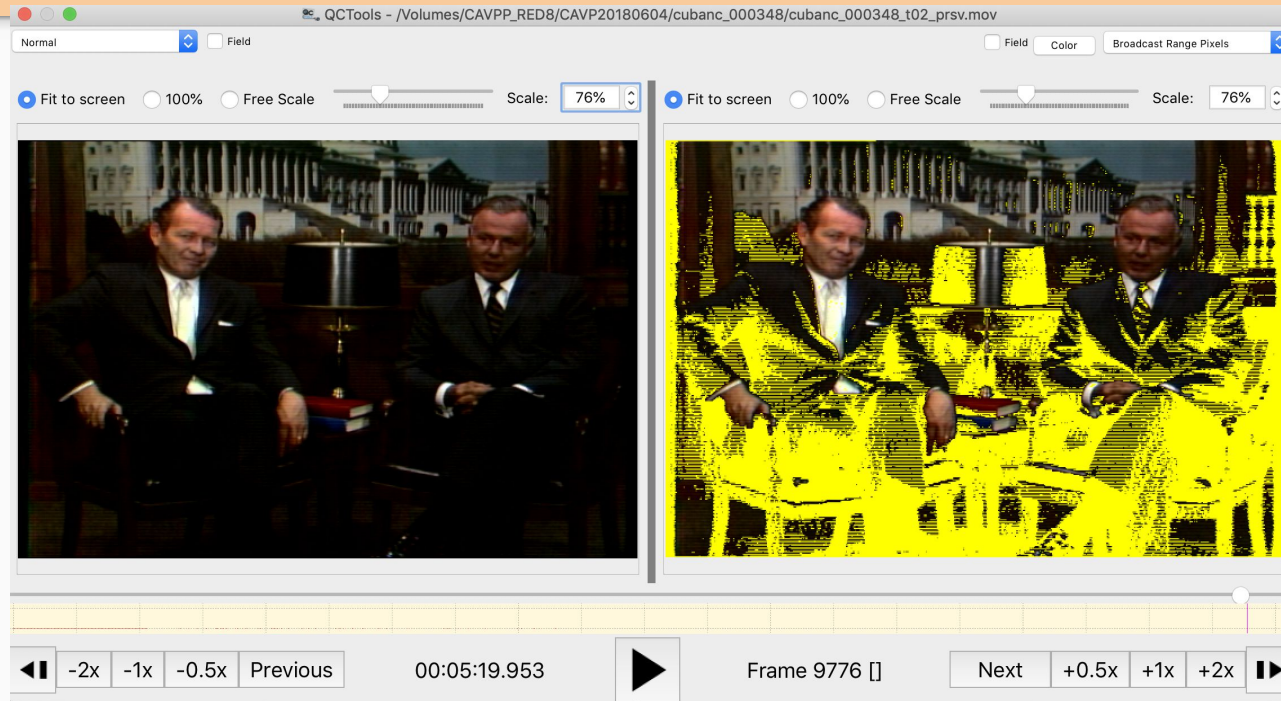 QCTools - /Volumes/CAVPP_RED8/CAVP20180604/cubanc_000348/cubanc_000348_t02_prsv.mov
Normal Field Field Color Broadcast Range Pixels
Fit to screen 100% Free Scale Scale: 76% Fit to screen 100% Free Scale Scale: 76%
-2x -1x -0.5x Previous 00:05:19.953 Frame 9776 [] Next +0.5x +1x +2x